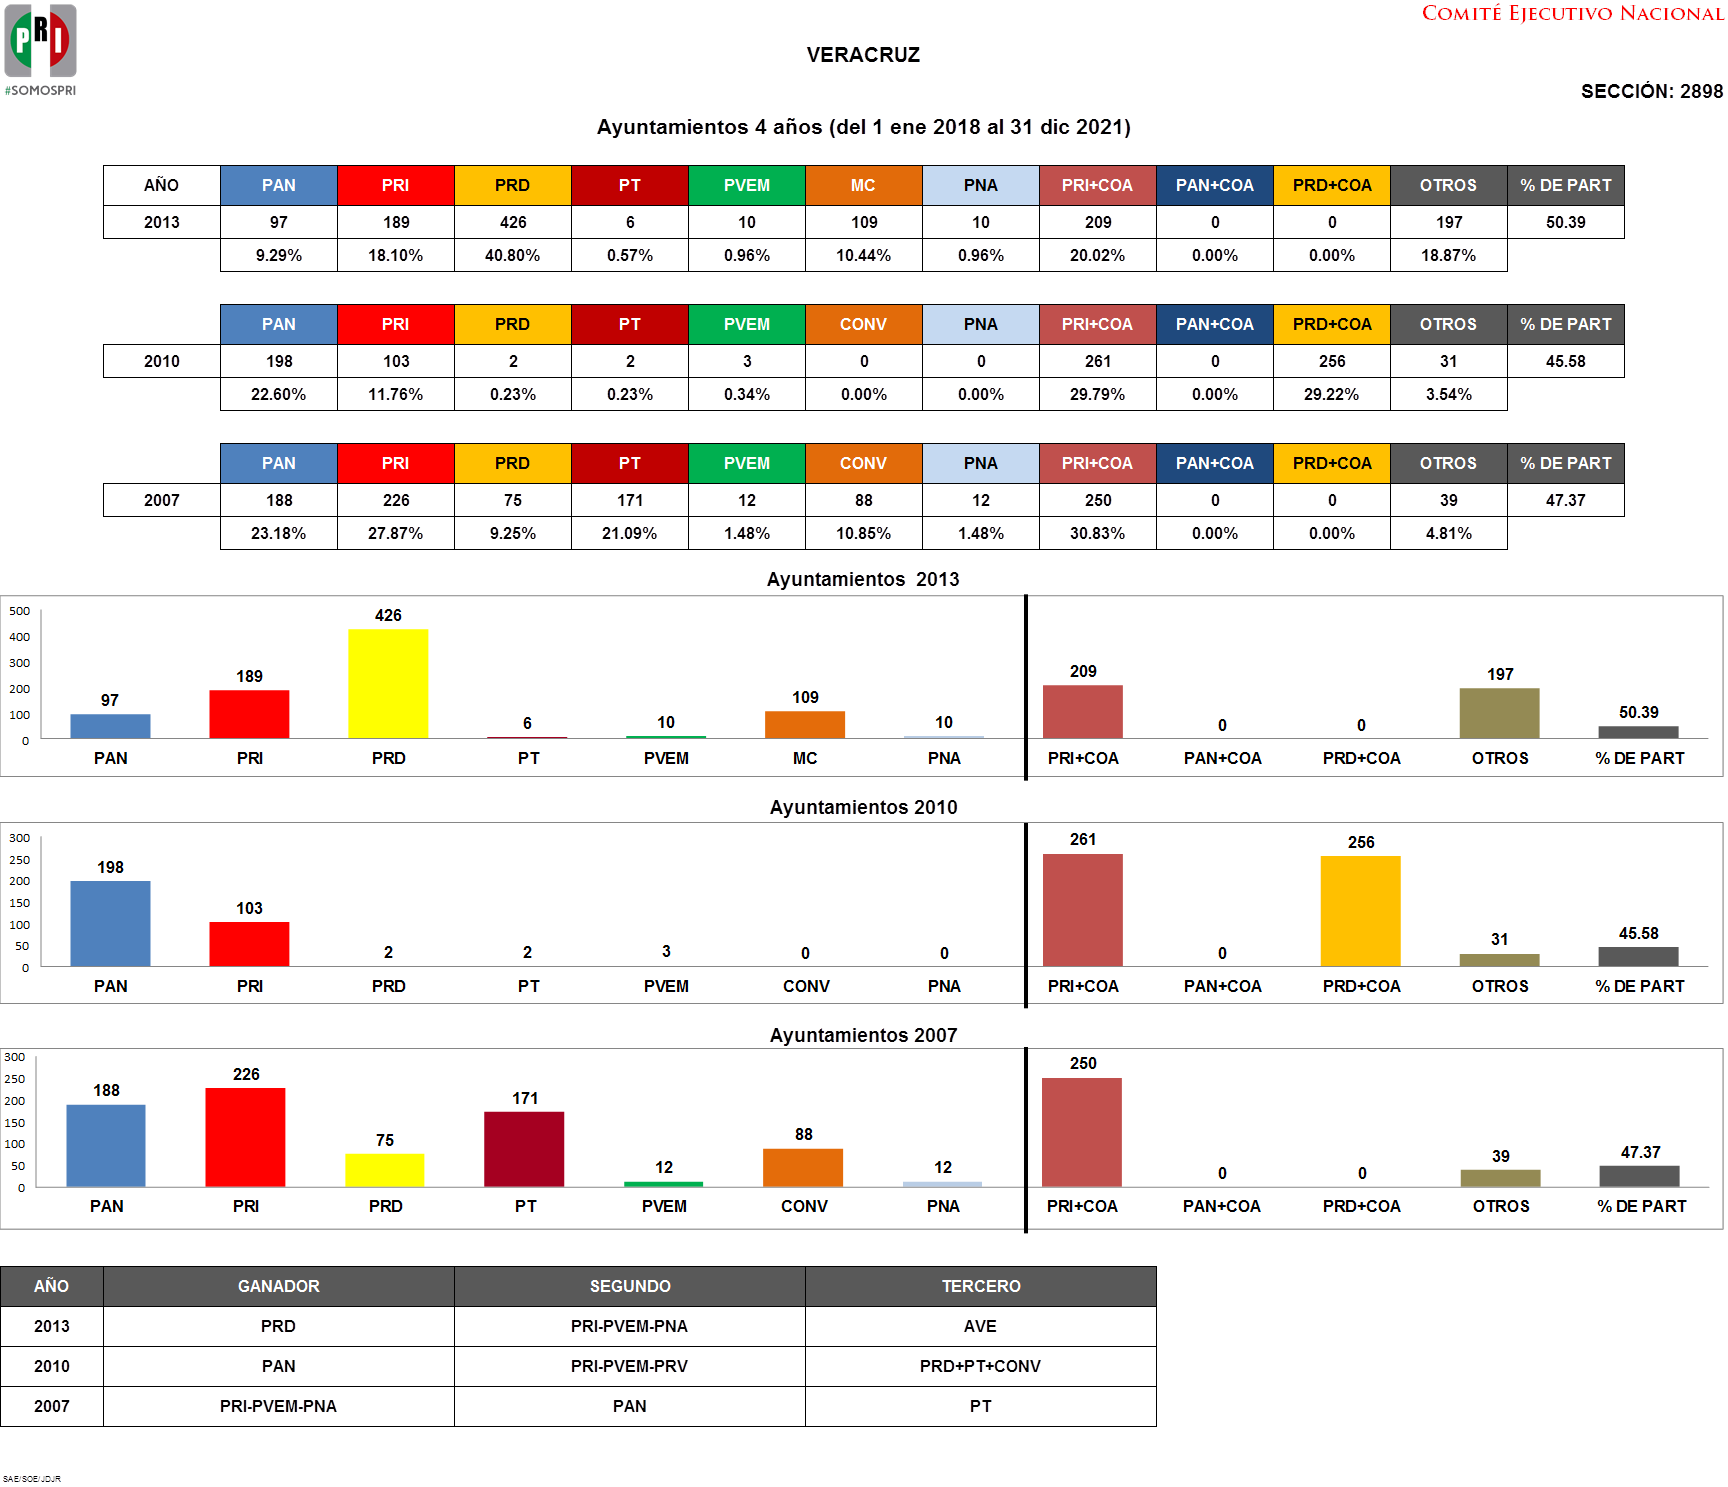 PRI
#SOMOSPRI
COMITÉ EJECUTIVO NACIONAL
VERACRUZ
SECCIÓN: 2898
Ayuntamientos 4 años (del 1 ene 2018 al 31 dic 2021)
AÑO PAN PRI PRD PT PVEM MC PNA PRI+COA PAN+COA PRD+COA OTROS % DE PART
2013 97 189 426 6 10 109 10 209 0 0 197 50.39
9.29% 18.10% 40.80% 0.57% 0.96% 10.44% 0.96% 20.02% 0.00% 0.00% 18.87%
PAN PRI PRD PT PVEM CONV PNA PRI+COA PAN+COA PRD+COA OTROS % DE PART
2010 198 103 2 2 3 0 0 261 0 256 31 45.58
22.60% 11.76% 0.23% 0.23% 0.34% 0.00% 0.00% 29.79% 0.00% 29.22% 3.54%
PAN PRI PRD PT PVEM CONV PNA PRI+COA PAN+COA PRD+COA OTROS % DE PART
2007 188 226 75 171 12 88 12 250 0 0 39 47.37
23.18% 27.87% 9.25% 21.09% 1.48% 10.85% 1.48% 30.83% 0.00% 0.00% 4.81%
Ayuntamientos 2013
500
400
300
200
100
0
97 189 426 6 10 109 10 209 0 0 197 50.39
PAN PRI PRD PT PVEM MC PNA PRI+COA PAN+COA PRD+COA OTROS % DE PART
Ayuntamientos 2010
300
250
200
150
100
50
0
198 103 2 2 3 0 0 261 0 256 31 45.58
PAN PRI PRD PT PVEM CONV PNA PRI+COA PAN+COA PRD+COA OTROS % DE PART
Ayuntamientos 2007
300
250
200
150
100
50
0
188 226 75 171 12 88 12 250 0 0 39 47.37
PAN PRI PRD PT PVEM CONV PNA PRI+COA PAN+COA PRD+COA OTROS % DE PART
AÑO GANADOR SEGUNDO TERCERO
2013 PRD PRI-PVEM-PNA AVE
2010 PAN PRI-PVEM-PRV PRD+PT+CONV
2007 PRI-PVEM-PNA PAN PT
SAE/SOE/JDJR